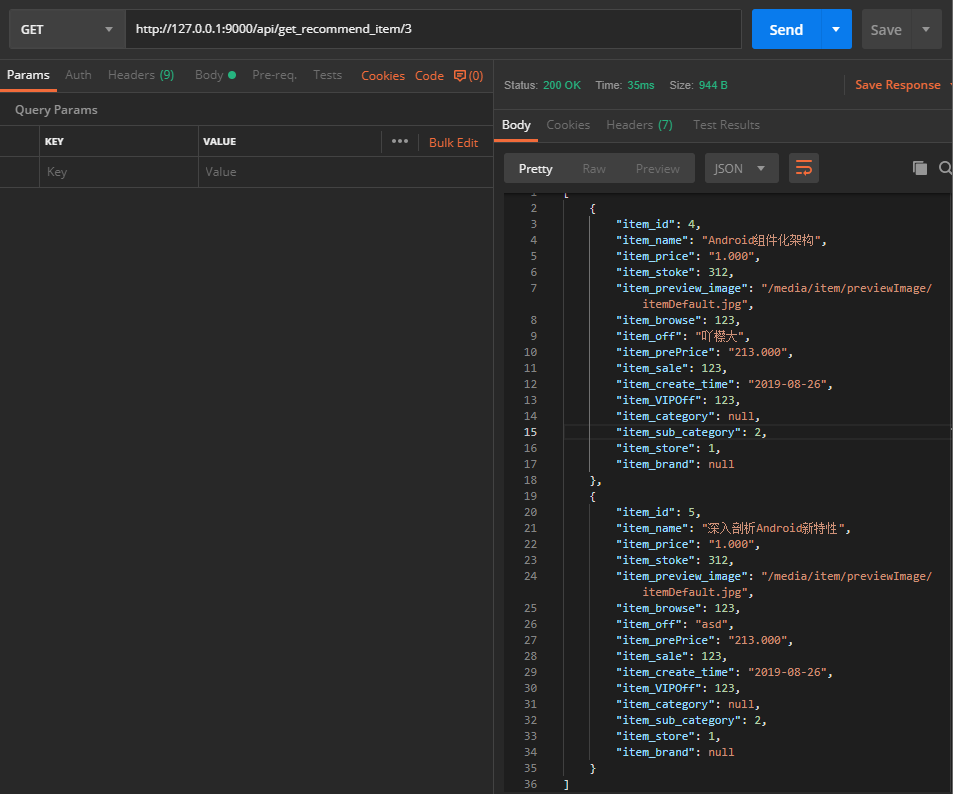 GET http://127.0.0.1:9000/api/get_recommend_item/3 Send Save
Params Auth Headers (9) Body Pre-req. Tests Cookies Code (0)
Query Params
KEY VALUE ••• Bulk Edit
Key Value
Status: 200 OK Time: 35ms Size: 944 B Save Response
Body Cookies Headers (7) Test Results
Pretty Raw Preview JSON
1 [
2 {
3 "item_id": 4,
4 "item_name": "Android组件化架构",
5 "item_price": "1.000",
6 "item_stoke": 312,
7 "item_preview_image": "/media/item/previewImage/
itemDefault.jpg",
8 "item_browse": 123,
9 "item_off": "吖襟大",
10 "item_prePrice": "213.000",
11 "item_sale": 123,
12 "item_create_time": "2019-08-26",
13 "item_VIPOff": 123,
14 "item_category": null,
15 "item_sub_category": 2,
16 "item_store": 1,
17 "item_brand": null
18 },
19 {
20 "item_id": 5,
21 "item_name": "深入剖析Android新特性",
22 "item_price": "1.000",
23 "item_stoke": 312,
24 "item_preview_image": "/media/item/previewImage/
itemDefault.jpg",
25 "item_browse": 123,
26 "item_off": "asd",
27 "item_prePrice": "213.000",
28 "item_sale": 123,
29 "item_create_time": "2019-08-26",
30 "item_VIPOff": 123,
31 "item_category": null,
32 "item_sub_category": 2,
33 "item_store": 1,
34 "item_brand": null
35 }
36 ]